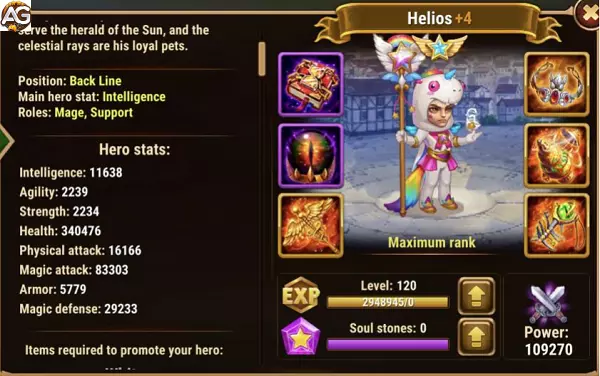 AG
serve the herald of the Sun, and the
celestial rays are his loyal pets.
Position: Back Line
Main hero stat: Intelligence
Roles: Mage, Support
Hero stats:
Intelligence: 11638
Agility: 2239
Strength: 2234
Health: 340476
Physical attack: 16166
Magic attack: 83303
Armor: 5779
Magic defense: 29233
Items required to promote your hero:
Helios +4
Maximum rank
EXP
Level: 120
2948945/0
Soul stones: 0
Power:
109270